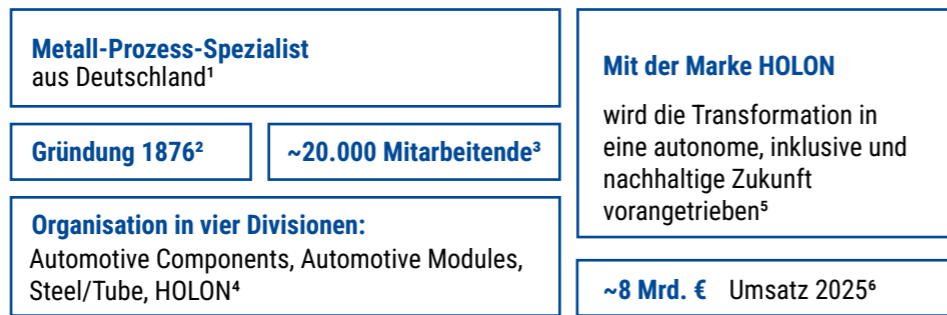 Metall-Prozess-Spezialist
aus Deutschland¹
Gründung 1876²
~20.000 Mitarbeitende³
Organisation in vier Divisionen:
Automotive Components, Automotive Modules,
Steel/Tube, HOLON⁴
Mit der Marke HOLON
wird die Transformation in
eine autonome, inklusive und
nachhaltige Zukunft
vorangetrieben⁵
~8 Mrd. € Umsatz 2025⁶